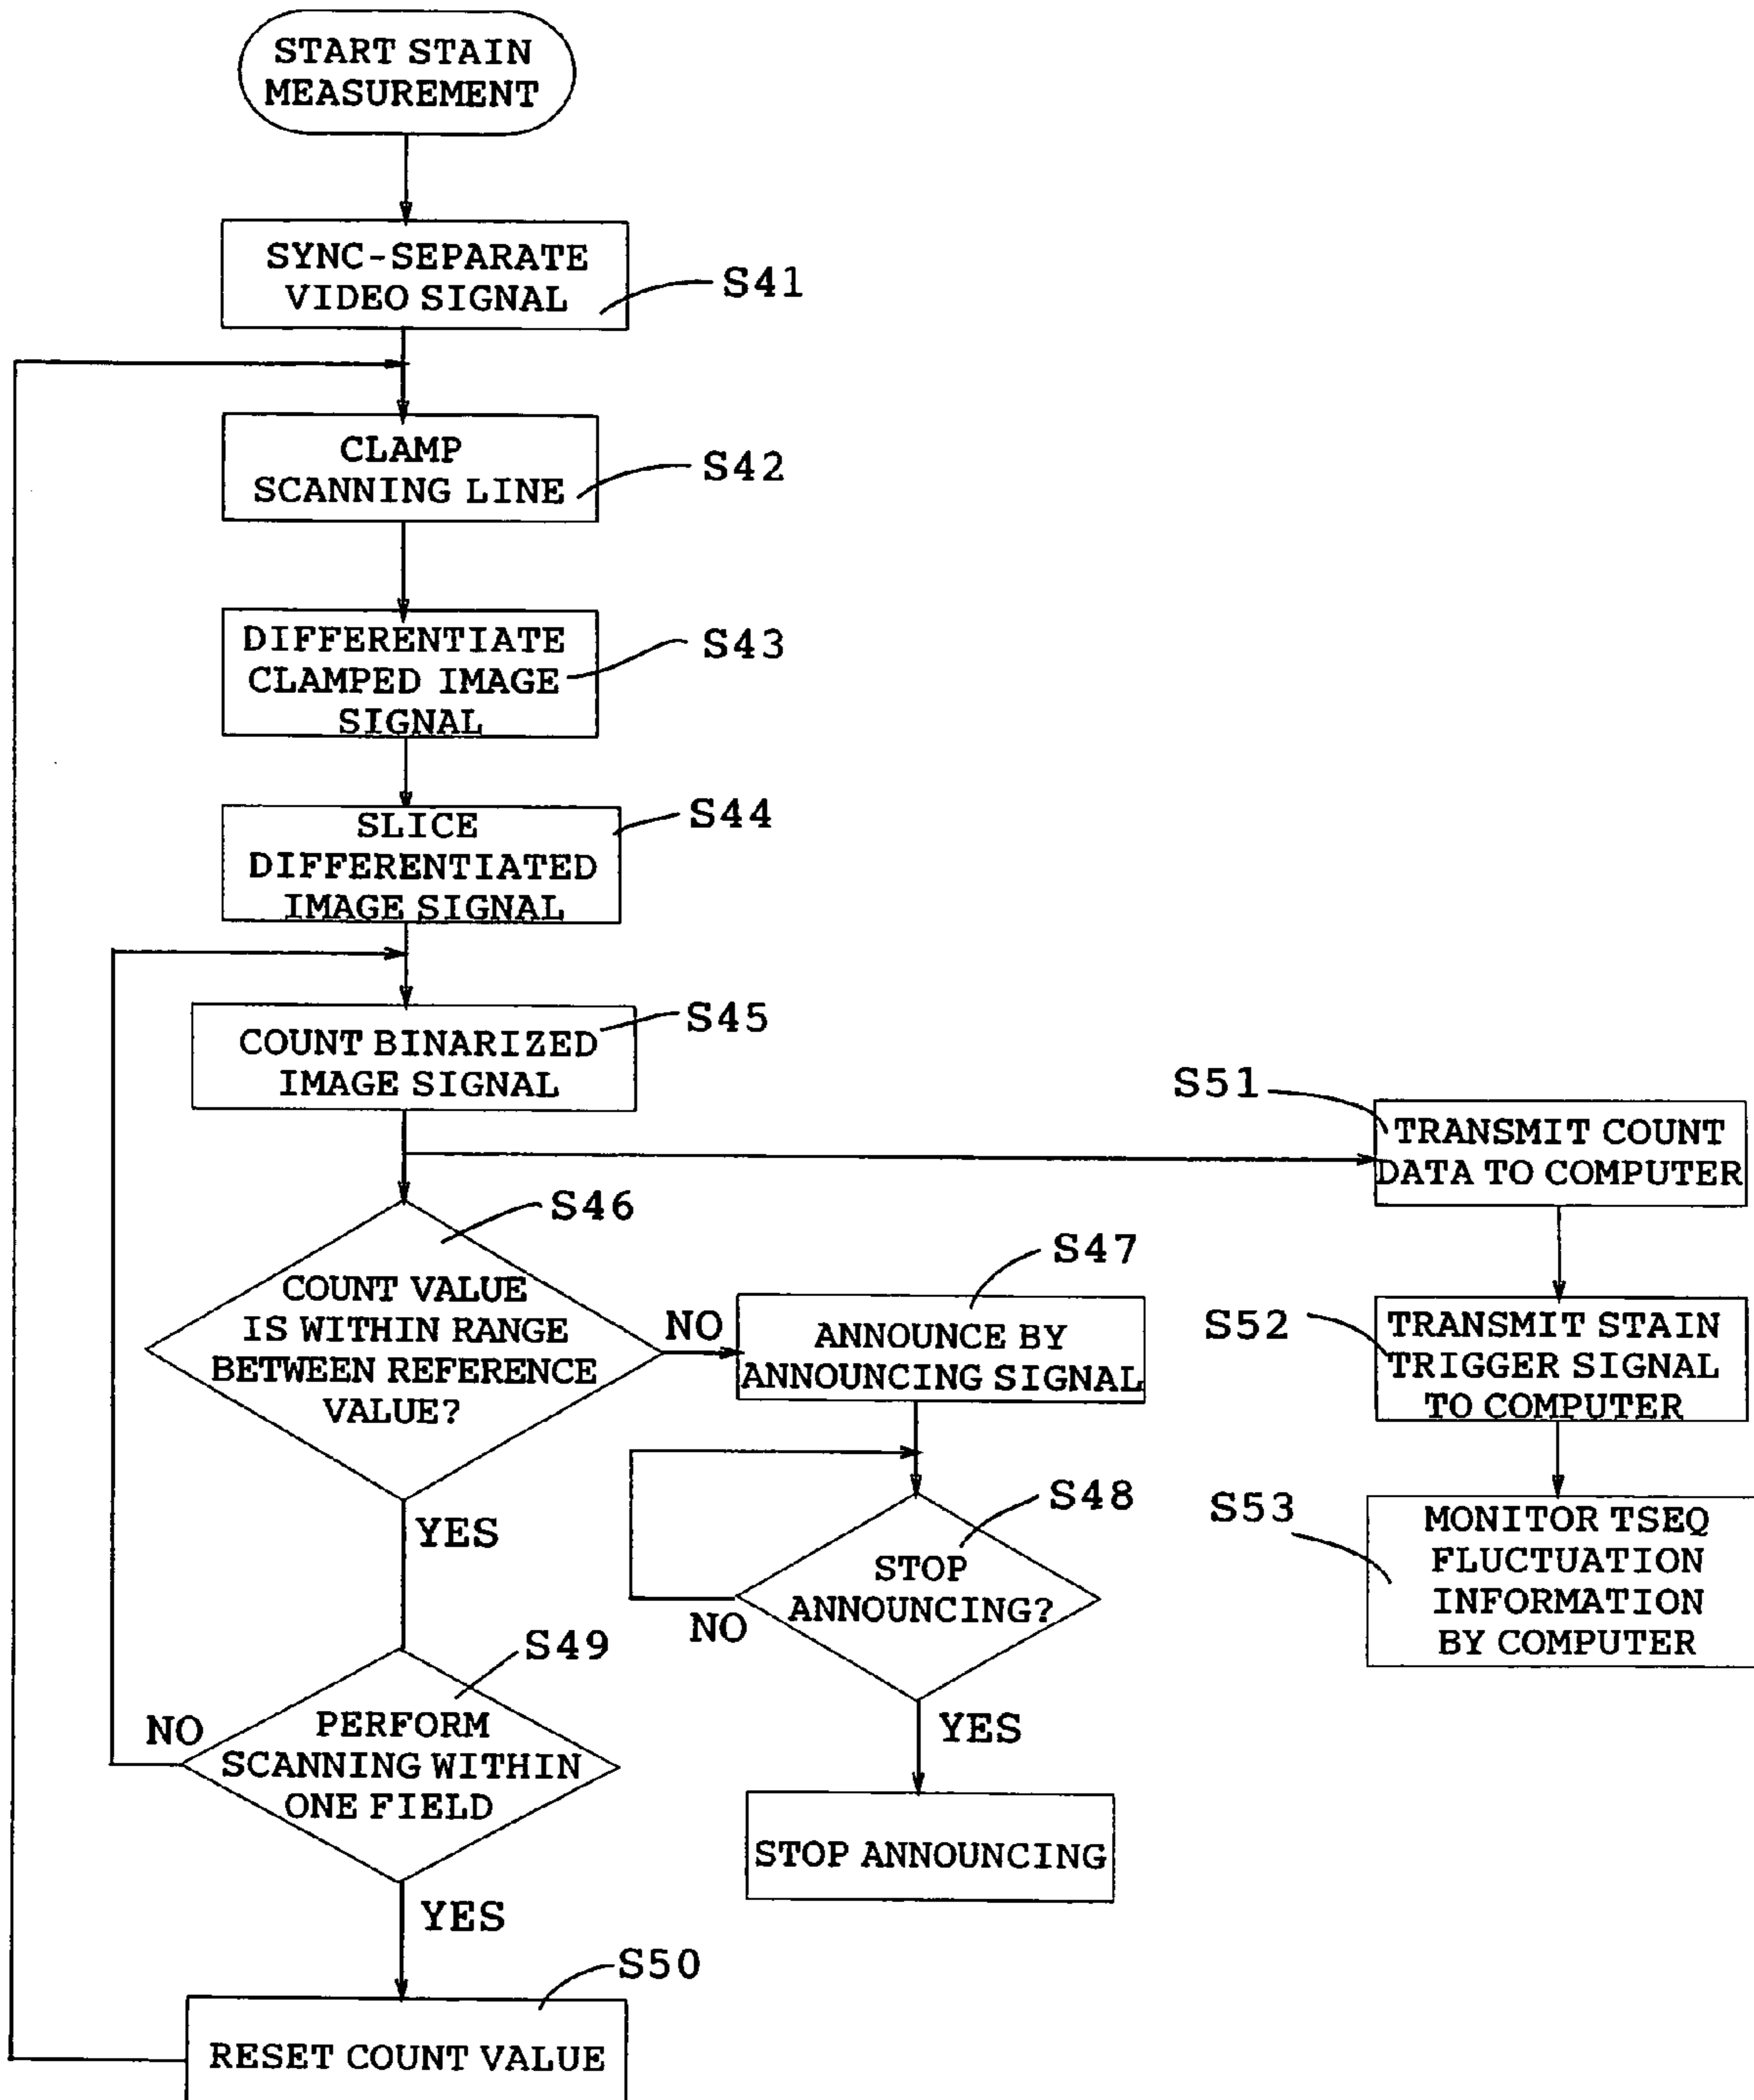 START STAIN
MEASUREMENT
SYNC-SEPARATE
VIDEO SIGNAL
S41
CLAMP
SCANNING LINE
S42
DIFFERENTIATE
CLAMPED IMAGE
SIGNAL
S43
SLICE
DIFFERENTIATED
IMAGE SIGNAL
S44
COUNT BINARIZED
IMAGE SIGNAL
S45
S51
TRANSMIT COUNT
DATA TO COMPUTER
S46
COUNT VALUE
IS WITHIN RANGE
BETWEEN REFERENCE
VALUE?
NO
YES
S47
ANNOUNCE BY
ANNOUNCING SIGNAL
S52
TRANSMIT STAIN
TRIGGER SIGNAL
TO COMPUTER
S48
STOP
ANNOUNCING?
NO
YES
S53
MONITOR TSEQ
FLUCTUATION
INFORMATION
BY COMPUTER
S49
PERFORM
SCANNING WITHIN
ONE FIELD
NO
YES
STOP ANNOUNCING
S50
RESET COUNT VALUE